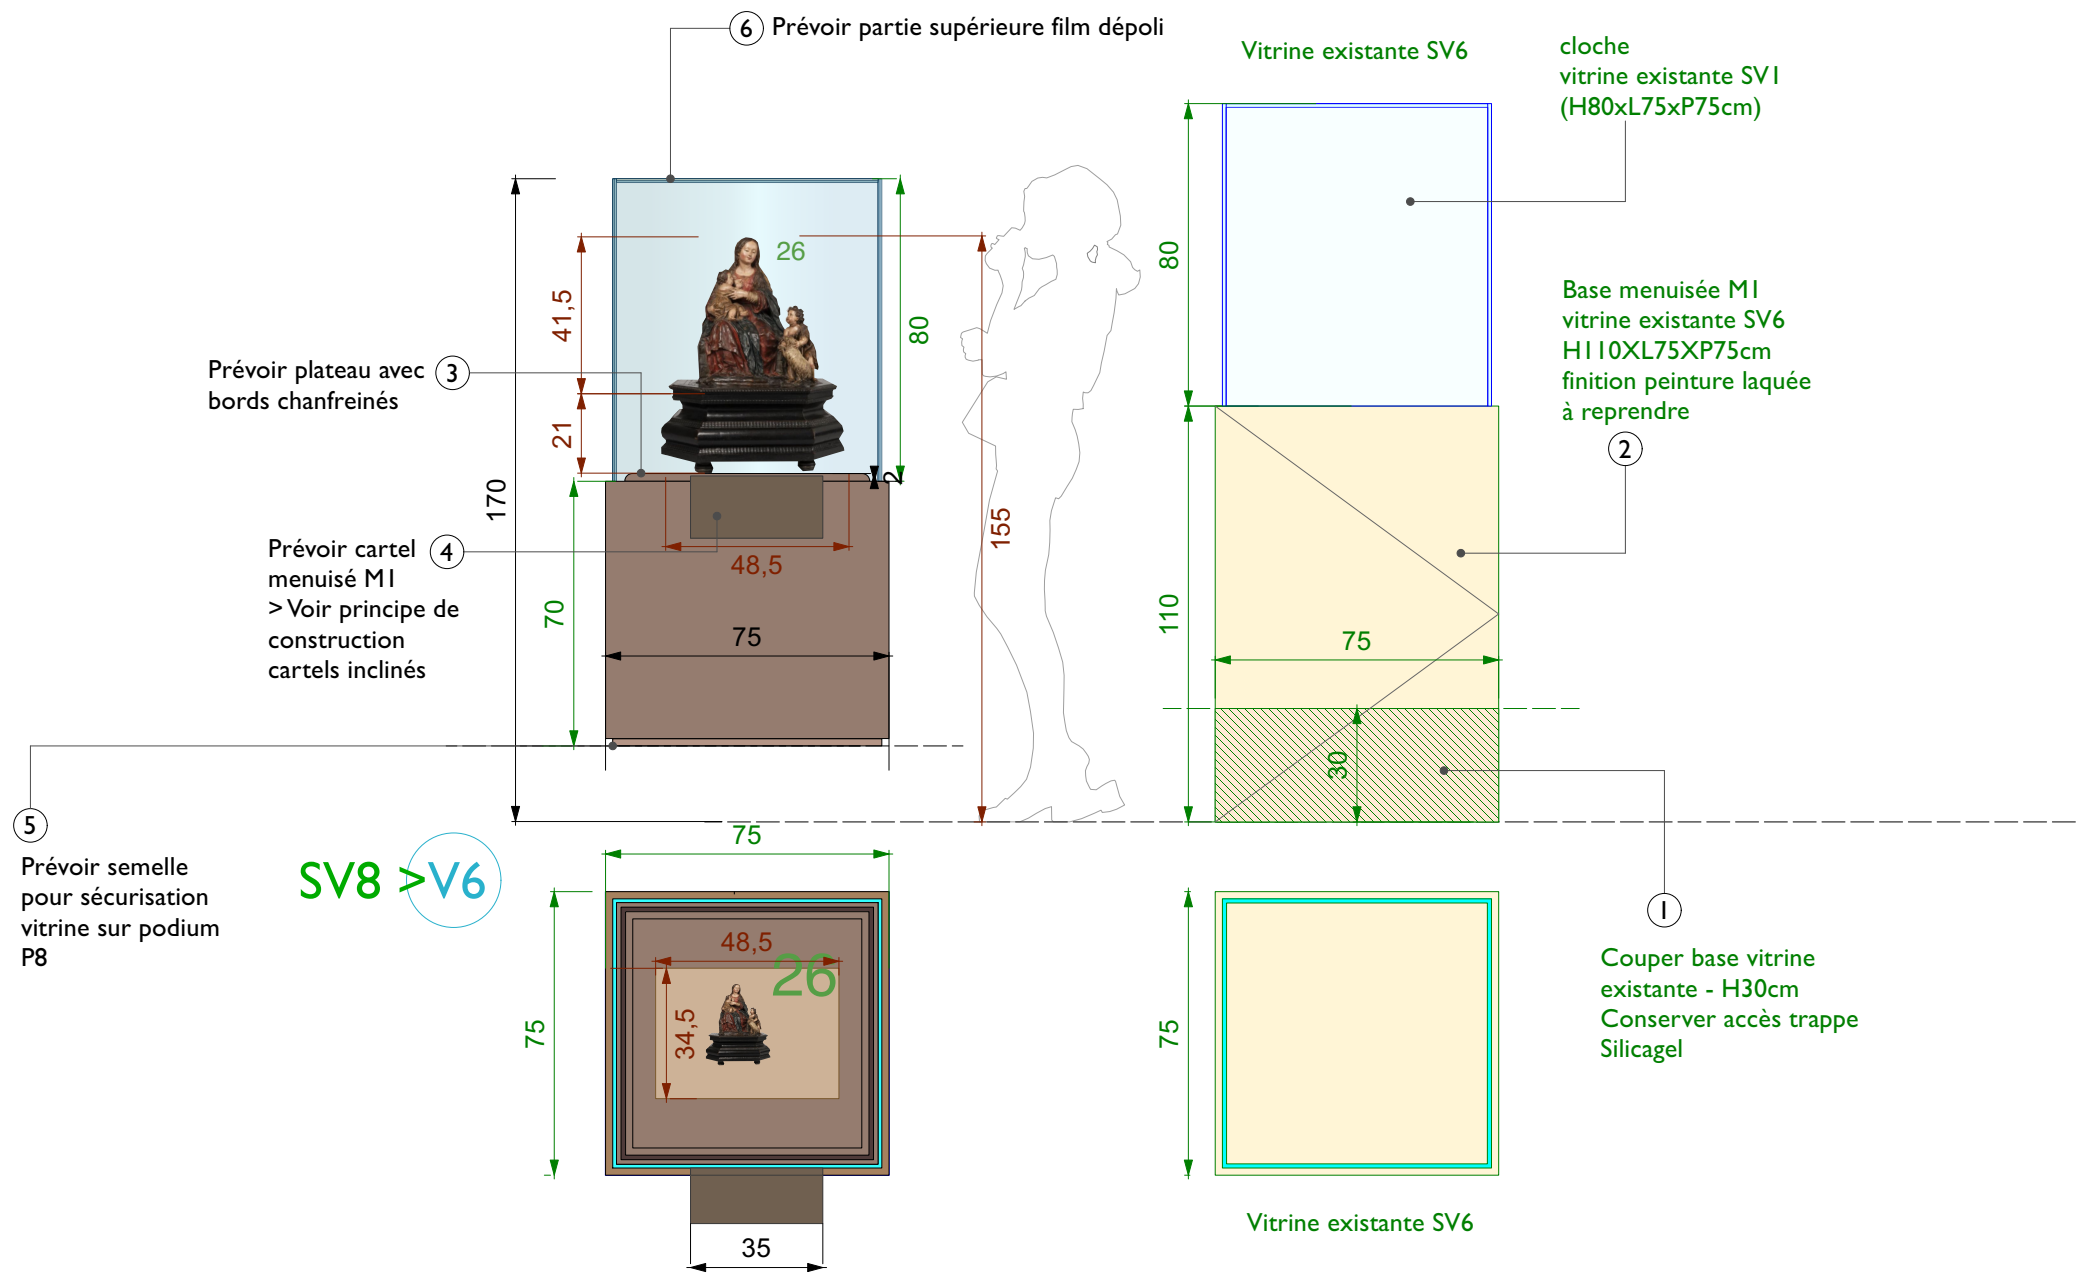 6 Prévoir partie supérieure film dépoli
Vitrine existante SV6
cloche
vitrine existante SV1
(H80xL75xP75cm)
26
41,5
80
80
Base menuisée M1
vitrine existante SV6
H110XL75XP75cm
finition peinture laquée
à reprendre
2
Prévoir plateau avec 3
bords chanfreinés
21
2
170
155
Prévoir cartel 4
menuisé M1
> Voir principe de
construction
cartels inclinés
48,5
70
75
110
75
30
5
Prévoir semelle
pour sécurisation
vitrine sur podium
P8
SV8 >V6
75
48,5
26
34,5
75
75
1
Couper base vitrine
existante - H30cm
Conserver accès trappe
Silicagel
Vitrine existante SV6
35